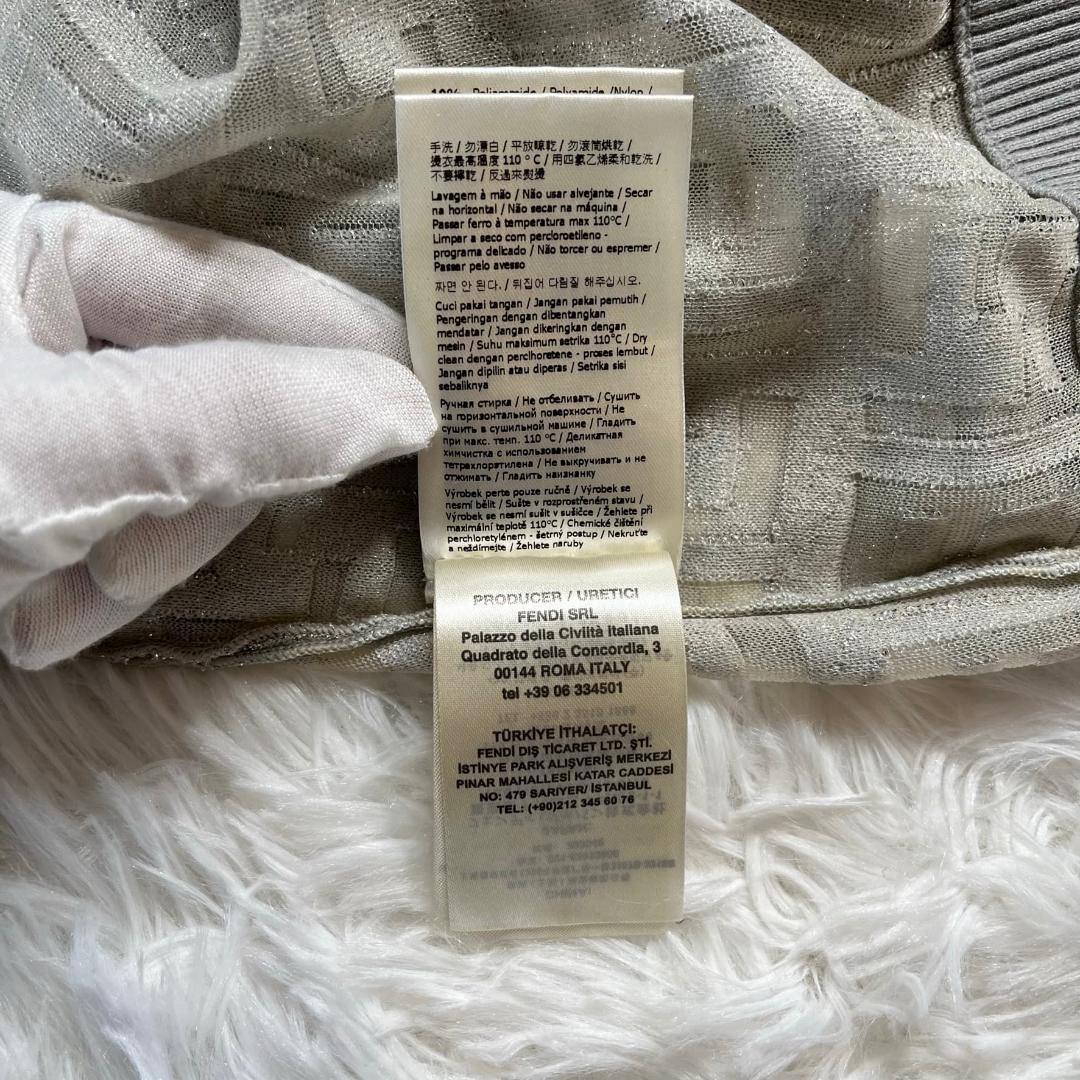 Poliammide / Polyamide /Nylon /
手洗 / 勿漂白 / 平放晾乾 / 勿滾筒烘乾 /
燙衣最高溫度 110 ° C / 用四氯乙烯柔和乾洗 /
不要擰乾 / 反過來熨燙
Lavagem à mão / Não usar alvejante / Secar
na horizontal / Não secar na máquina /
Passar ferro à temperatura max 110°C /
Limpar a seco com percloroetileno -
programa delicado / Não torcer ou espremer /
Passar pelo avesso
짜면 안 된다. / 뒤집어 다림질 해주십시오.
Cuci pakai tangan / Jangan pakai pemutih /
Pengeringan dengan dibentangkan
mendatar / Jangan dikeringkan dengan
mesin / Suhu maksimum setrika 110°C / Dry
clean dengan perclhoretene - proses lembut /
Jangan dipilin atau diperas / Setrika sisi
sebaliknya
Ручная стирка / Не отбеливать / Сушить
на горизонтальной поверхности / Не
сушить в сушильной машине / Гладить
при макс. темп. 110 °C / Деликатная
химчистка с использованием
тетрахлорэтилена / Не выкручивать и не
отжимать / Гладить наизнанку
Výrobek perte pouze ručně / Výrobek se
nesmí bělit / Sušte v rozprostřeném stavu /
Výrobek se nesmí sušit v sušičce / Žehlete při
maximální teplotě 110°C / Chemické čištění
perchloretylénem - šetrný postup / Nekruťte
a neždímejte / Žehlete naruby
PRODUCER / URETICI
FENDI SRL
Palazzo della Civiltà Italiana
Quadrato della Concordia, 3
00144 ROMA ITALY
tel +39 06 334501
TÜRKİYE İTHALATÇI:
FENDİ DIŞ TİCARET LTD. ŞTİ.
İSTİNYE PARK ALIŞVERİŞ MERKEZİ
PINAR MAHALLESİ KATAR CADDESİ
NO: 479 SARIYER/ İSTANBUL
TEL: (+90)212 345 60 76